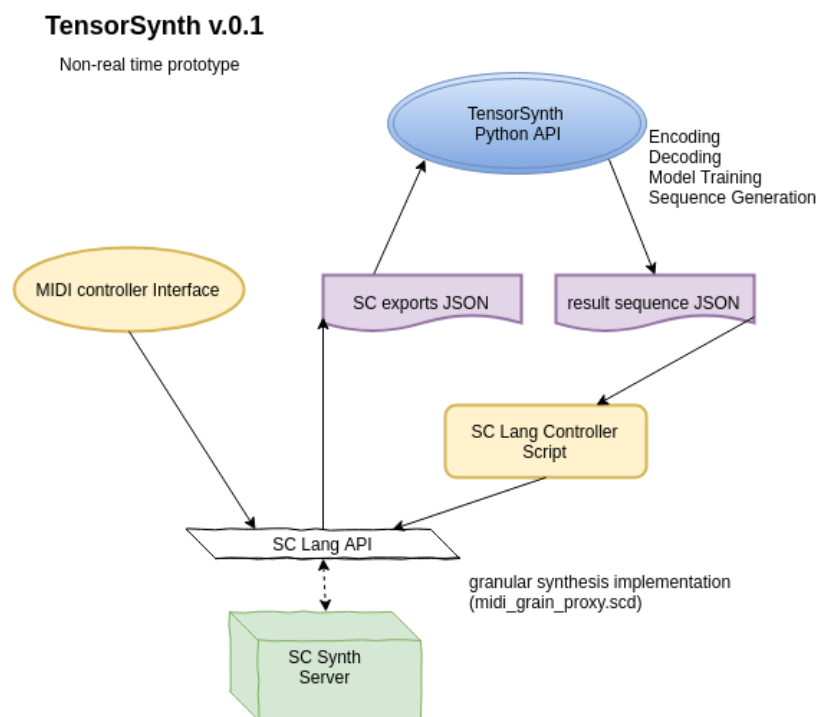 TensorSynth v.0.1
Non-real time prototype
TensorSynth
Python API
Encoding
Decoding
Model Training
Sequence Generation
MIDI controller Interface
SC exports JSON
result sequence JSON
SC Lang Controller
Script
SC Lang API
granular synthesis implementation
(midi_grain_proxy.scd)
SC Synth
Server